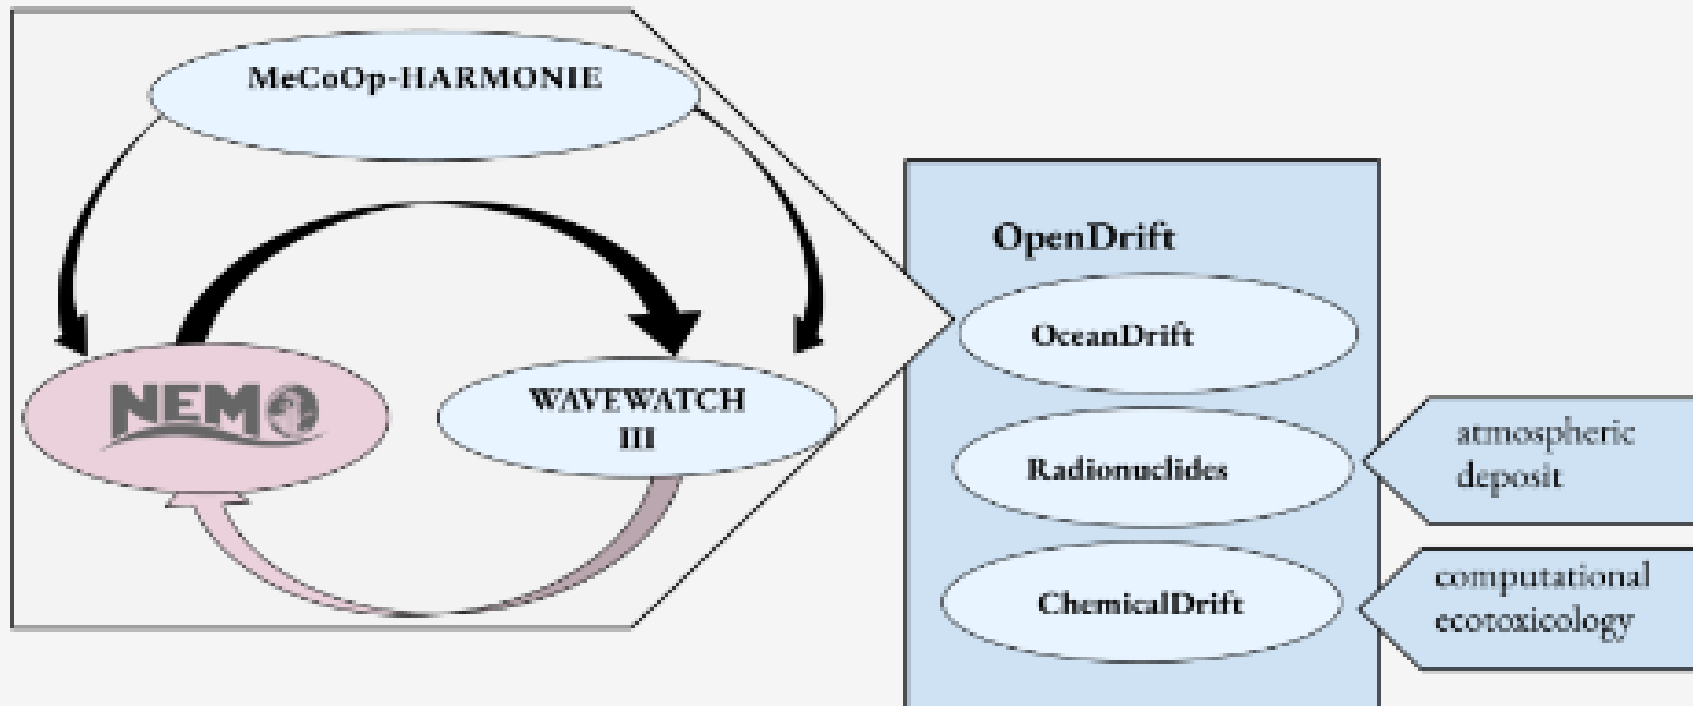 MeCoOp-HARMONIE
NEMO
WAVEWATCH
III
OpenDrift
OceanDrift
Radionuclides
ChemicalDrift
atmospheric
deposit
computational
ecotoxicology